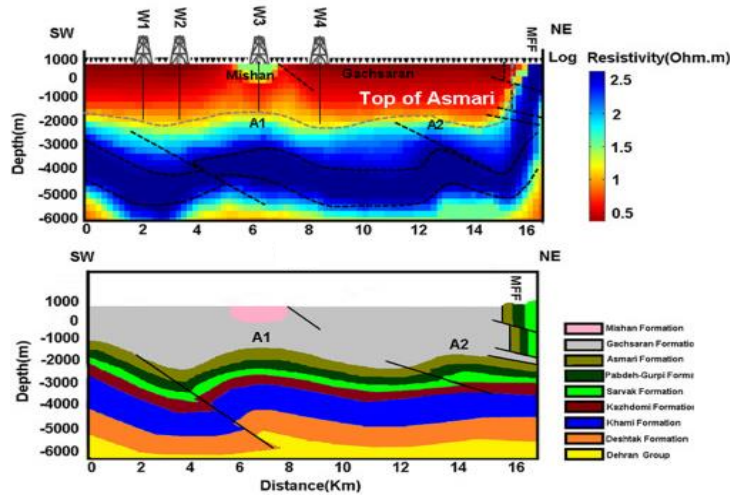 W1 W2 W3 W4
SW NE
MFF
1000
0
-1000
-2000
-3000
-4000
-5000
-6000
Depth(m)
Mishan Gachsaran
Top of Asmari
A1 A2
2 4 6 8 10 12 14 16
0
Log Resistivity(Ohm.m)
2.5
2
1.5
1
0.5
SW NE
MFF
1000
0
-1000
-2000
-3000
-4000
-5000
-6000
Depth(m)
A1 A2
0 2 4 6 8 10 12 14 16
Distance(Km)
Mishan Formation
Gachsaran Formatio
Asmari Formation
Pabdeh-Gurpi Forma
Sarvak Formation
Kazhdomi Formation
Khami Formation
Deshtak Formation
Dehran Group